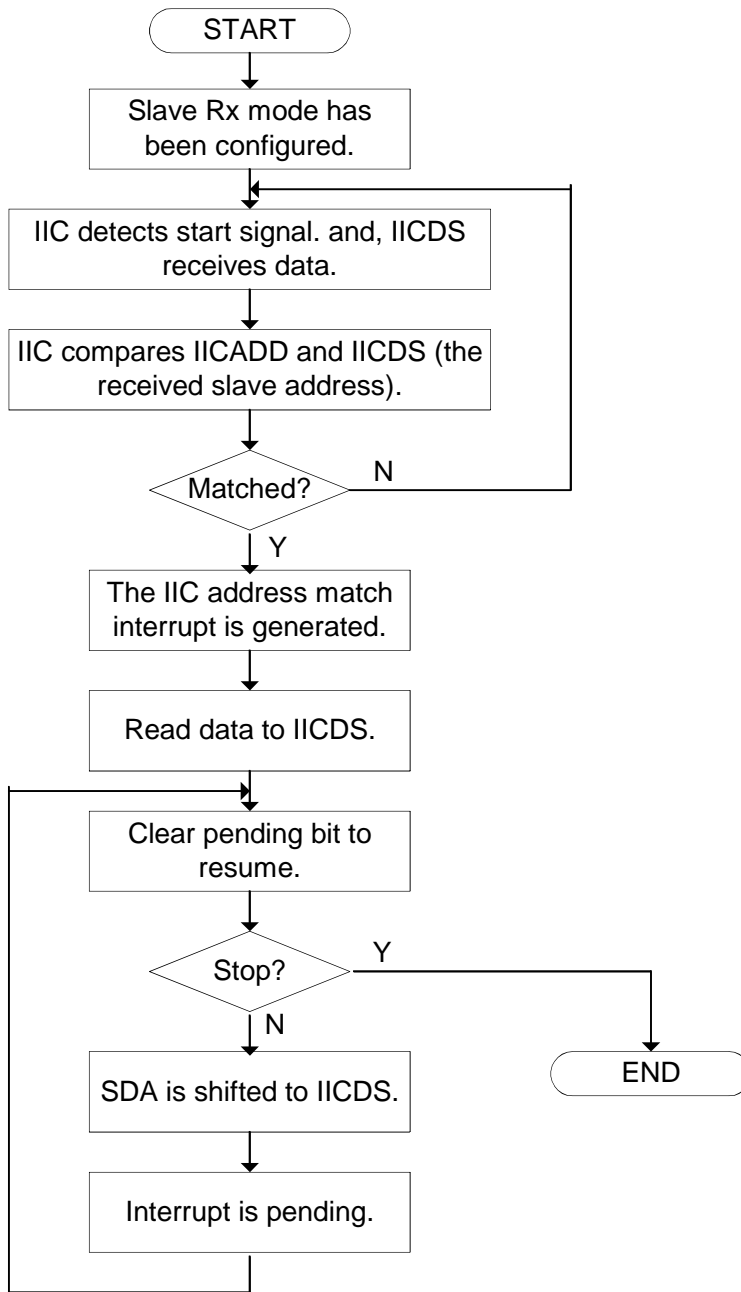 START
Slave Rx mode has
been configured.
IIC detects start signal. and, IICDS
receives data.
IIC compares IICADD and IICDS (the
received slave address).
Matched?
N
Y
The IIC address match
interrupt is generated.
Read data to IICDS.
Clear pending bit to
resume.
Stop?
Y
N
SDA is shifted to IICDS.
END
Interrupt is pending.